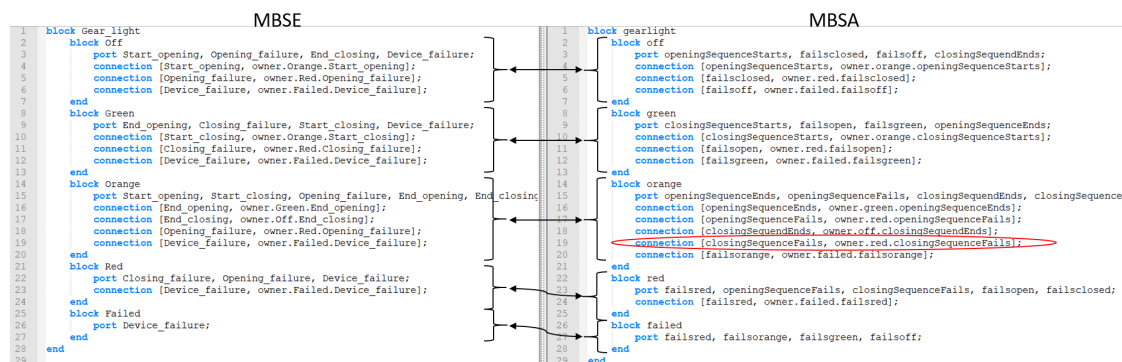 MBSE
1 block Gear_light
2 block Off
3 port Start_opening, Opening_failure, End_closing, Device_failure;
4 connection [Start_opening, owner.Orange.Start_opening];
5 connection [Opening_failure, owner.Red.Opening_failure];
6 connection [Device_failure, owner.Failed.Device_failure];
7 end
8 block Green
9 port End_opening, Closing_failure, Start_closing, Device_failure;
10 connection [Start_closing, owner.Orange.Start_closing];
11 connection [Closing_failure, owner.Red.Closing_failure];
12 connection [Device_failure, owner.Failed.Device_failure];
13 end
14 block Orange
15 port Start_opening, Start_closing, Opening_failure, End_opening, End_closing
16 connection [End_opening, owner.Green.End_opening];
17 connection [End_closing, owner.Off.End_closing];
18 connection [Opening_failure, owner.Red.Opening_failure];
19 connection [Device_failure, owner.Failed.Device_failure];
20 end
21 block Red
22 port Closing_failure, Opening_failure, Device_failure;
23 connection [Device_failure, owner.Failed.Device_failure];
24 end
25 block Failed
26 port Device_failure;
27 end
28 end
29
MBSA
1 block gearlight
2 block off
3 port openingSequenceStarts, failsclosed, failsoff, closingSequendEnds;
4 connection [openingSequenceStarts, owner.orange.openingSequenceStarts];
5 connection [failsclosed, owner.red.failsclosed];
6 connection [failsoff, owner.failed.failsoff];
7 end
8 block green
9 port closingSequenceStarts, failsopen, failsgreen, openingSequenceEnds;
10 connection [closingSequenceStarts, owner.orange.closingSequenceStarts];
11 connection [failsopen, owner.red.failsopen];
12 connection [failsgreen, owner.failed.failsgreen];
13 end
14 block orange
15 port openingSequenceEnds, openingSequenceFails, closingSequendEnds, closingSequence
16 connection [openingSequenceEnds, owner.green.openingSequenceEnds];
17 connection [openingSequenceFails, owner.red.openingSequenceFails];
18 connection [closingSequendEnds, owner.off.closingSequendEnds];
19 connection [closingSequenceFails, owner.red.closingSequenceFails];
20 connection [failsorange, owner.failed.failsorange];
21 end
22 block red
23 port failsred, openingSequenceFails, closingSequenceFails, failsopen, failsclosed;
24 connection [failsred, owner.failed.failsred];
25 end
26 block failed
27 port failsred, failsorange, failsgreen, failsoff;
28 end
29 end